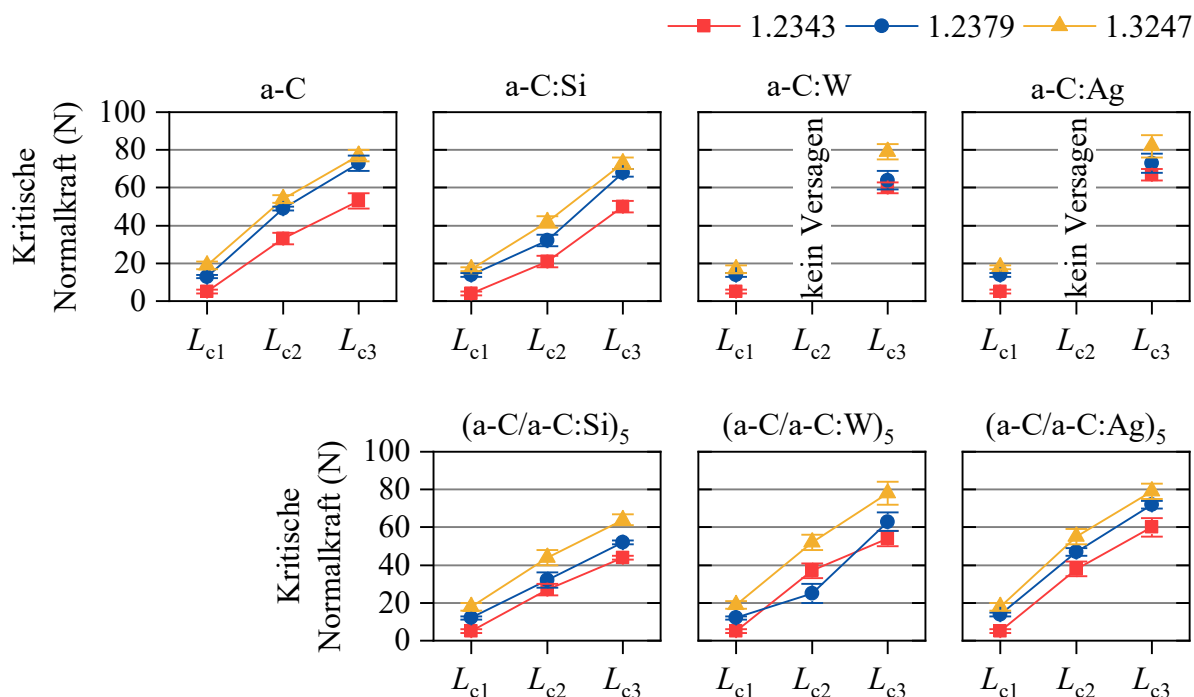 1.2343 1.2379 1.3247
a-C a-C:Si a-C:W a-C:Ag
Kritische
Normalkraft (N)
100
80
60
40
20
0
kein Versagen
kein Versagen
Lc1 Lc2 Lc3 Lc1 Lc2 Lc3 Lc1 Lc2 Lc3 Lc1 Lc2 Lc3
(a-C/a-C:Si)5 (a-C/a-C:W)5 (a-C/a-C:Ag)5
Kritische
Normalkraft (N)
100
80
60
40
20
0
Lc1 Lc2 Lc3 Lc1 Lc2 Lc3 Lc1 Lc2 Lc3